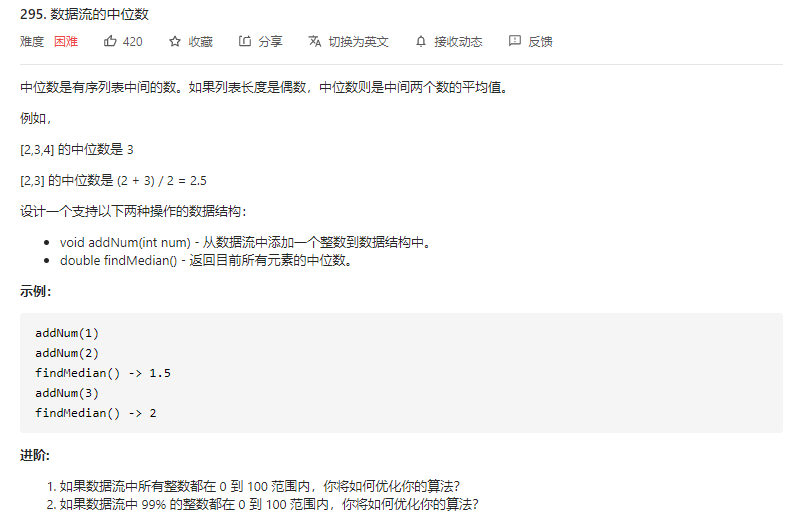 295. 数据流的中位数
难度 困难 420 收藏 分享 切换为英文 接收动态 反馈
中位数是有序列表中间的数。如果列表长度是偶数，中位数则是中间两个数的平均值。
例如，
[2,3,4] 的中位数是 3
[2,3] 的中位数是 (2 + 3) / 2 = 2.5
设计一个支持以下两种操作的数据结构：
• void addNum(int num) - 从数据流中添加一个整数到数据结构中。
• double findMedian() - 返回目前所有元素的中位数。
示例：
addNum(1)
addNum(2)
findMedian() -> 1.5
addNum(3)
findMedian() -> 2
进阶:
1. 如果数据流中所有整数都在 0 到 100 范围内，你将如何优化你的算法？
2. 如果数据流中 99% 的整数都在 0 到 100 范围内，你将如何优化你的算法？